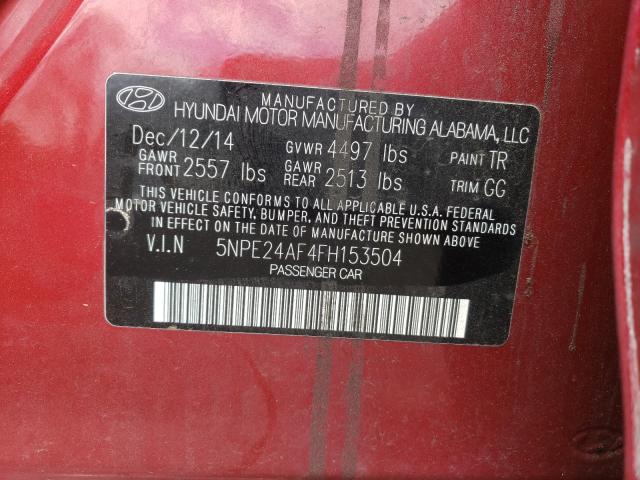 MANUFACTURED BY
HYUNDAI MOTOR MANUFACTURING ALABAMA, LLC
Dec/12/14 GVWR 4497 lbs PAINT TR
GAWR FRONT 2557 lbs GAWR REAR 2513 lbs TRIM GG
THIS VEHICLE CONFORMS TO ALL APPLICABLE U.S.A. FEDERAL
MOTOR VEHICLE SAFETY, BUMPER, AND THEFT PREVENTION STANDARDS
IN EFFECT ON THE DATE OF MANUFACTURE SHOWN ABOVE.
V.I.N 5NPE24AF4FH153504
PASSENGER CAR